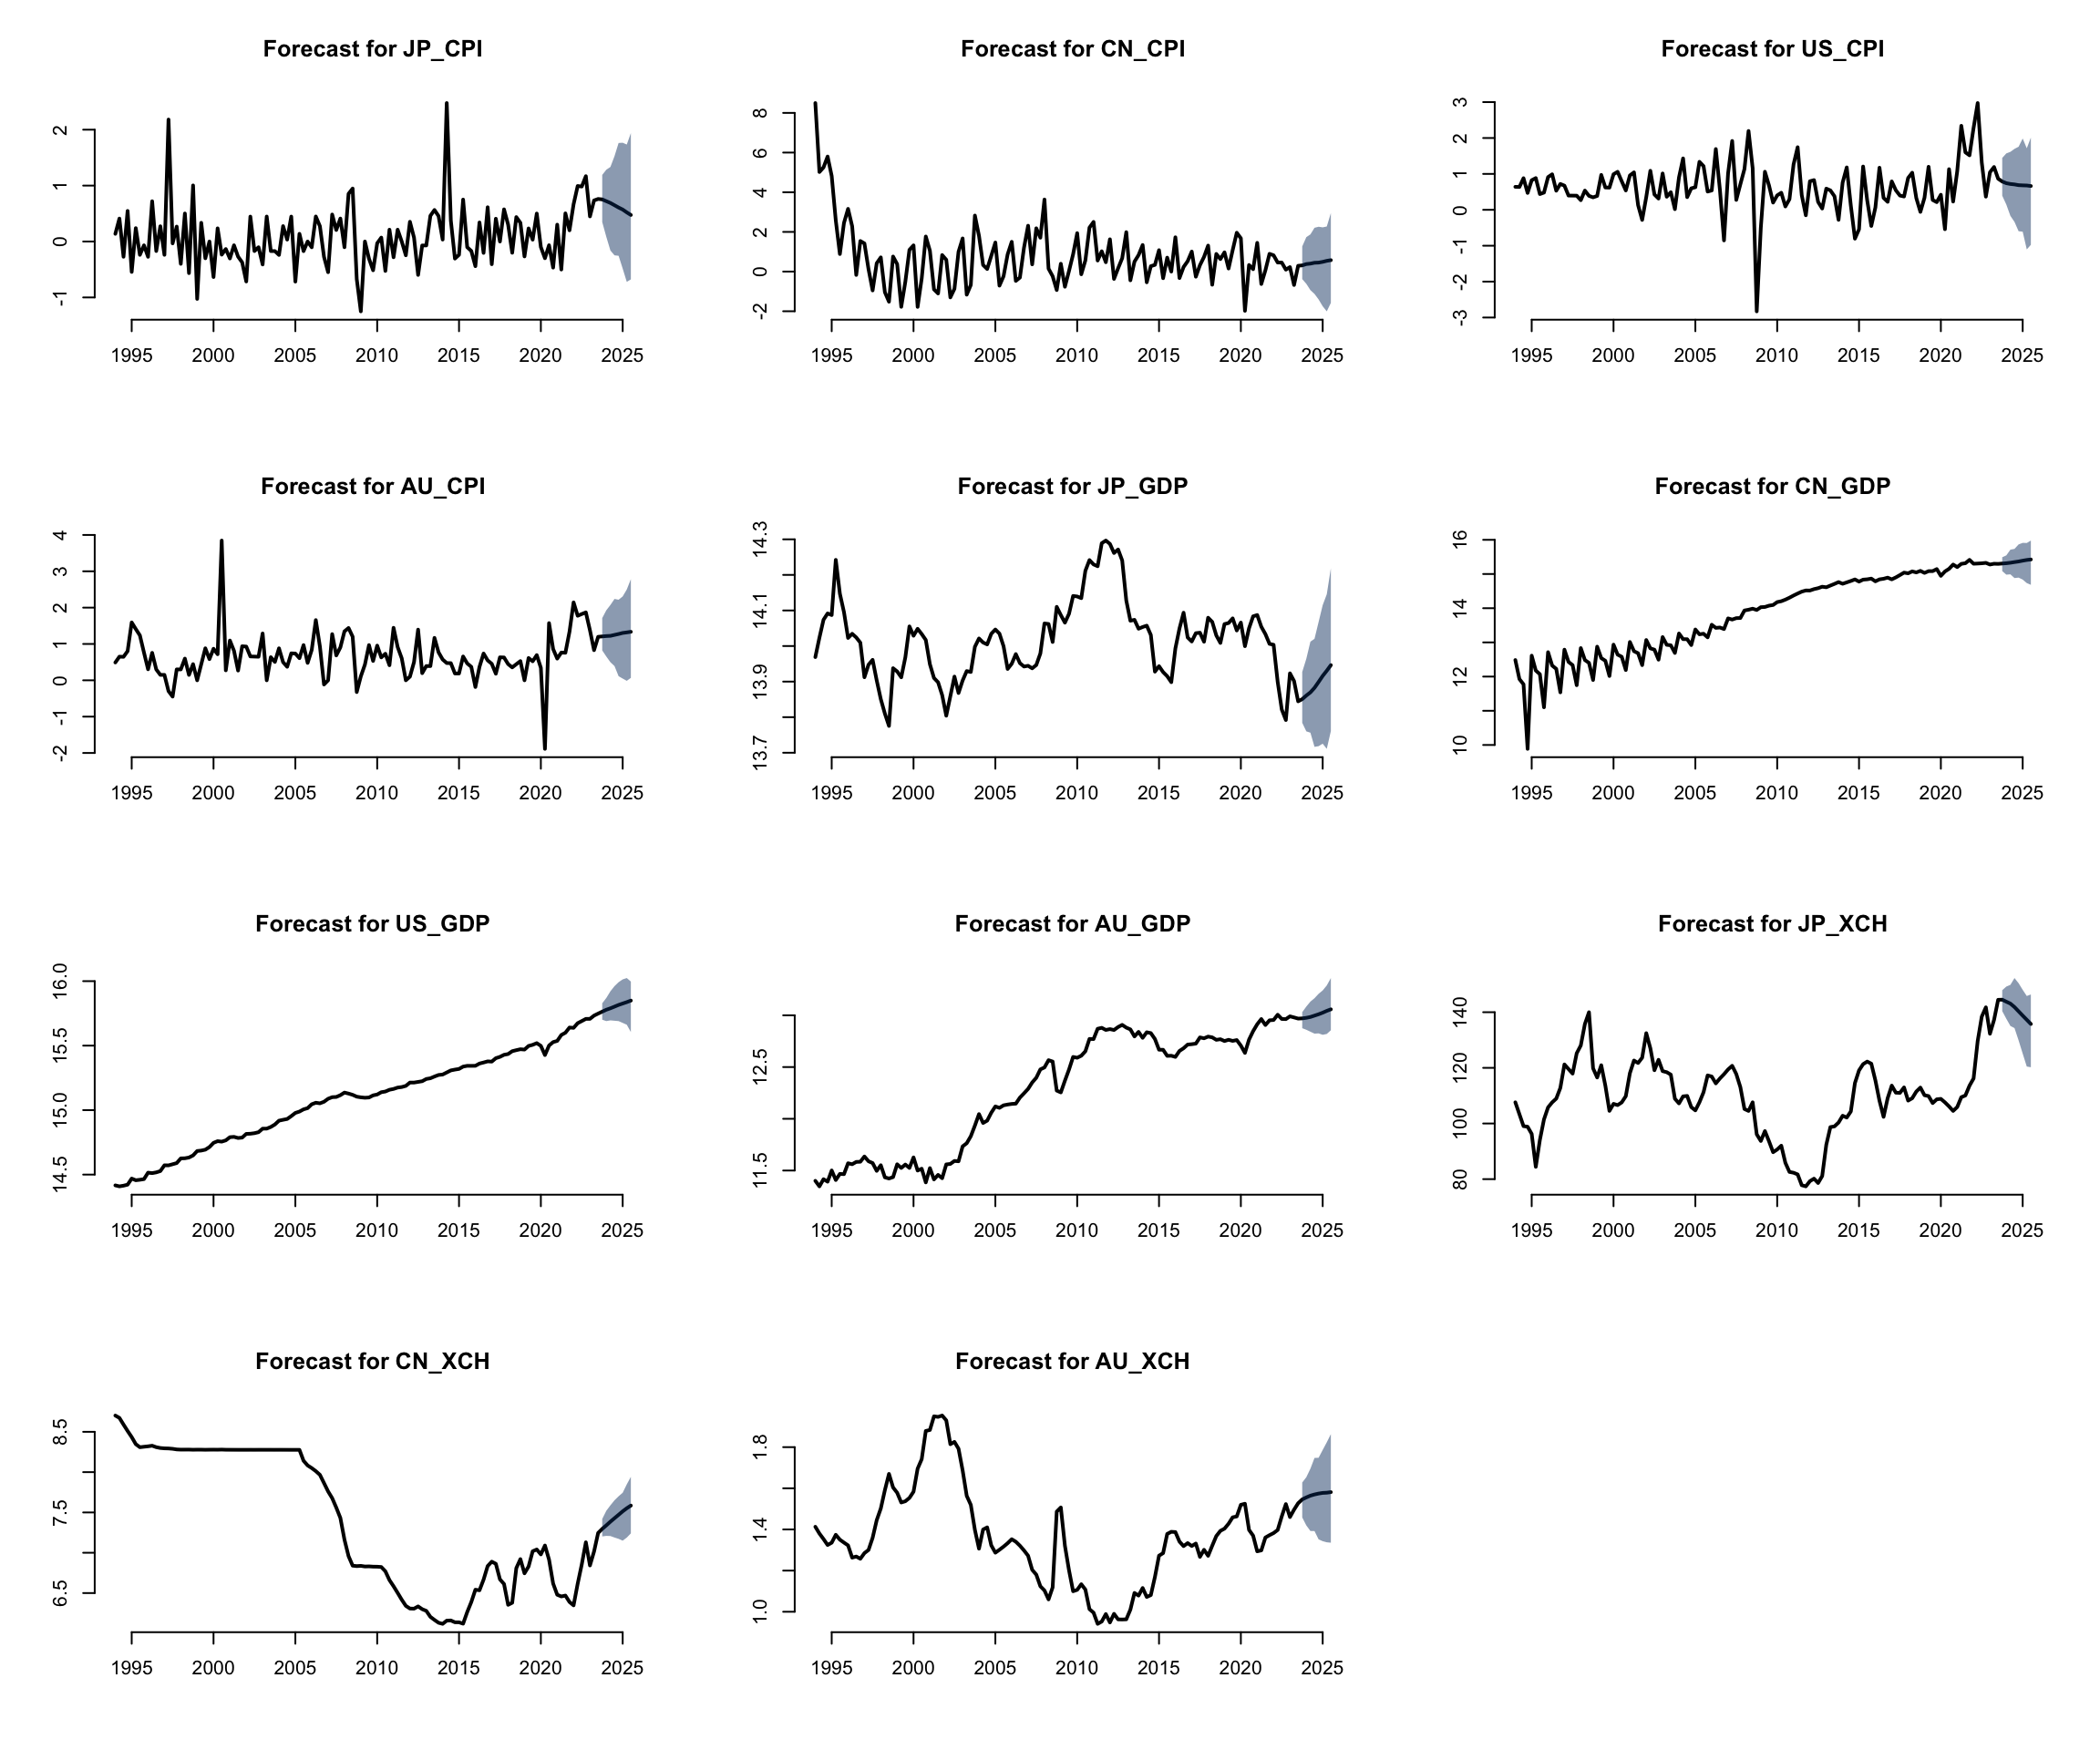 Forecast for JP_CPI
2
1
0
-1
1995 2000 2005 2010 2015 2020 2025
Forecast for CN_CPI
8
6
4
2
0
-2
1995 2000 2005 2010 2015 2020 2025
Forecast for US_CPI
3
2
1
0
-1
-2
-3
1995 2000 2005 2010 2015 2020 2025
Forecast for AU_CPI
4
3
2
1
0
-1
-2
1995 2000 2005 2010 2015 2020 2025
Forecast for JP_GDP
14.3
14.1
13.9
13.7
1995 2000 2005 2010 2015 2020 2025
Forecast for CN_GDP
16
14
12
10
1995 2000 2005 2010 2015 2020 2025
Forecast for US_GDP
16.0
15.5
15.0
14.5
1995 2000 2005 2010 2015 2020 2025
Forecast for AU_GDP
12.5
11.5
1995 2000 2005 2010 2015 2020 2025
Forecast for JP_XCH
140
120
100
80
1995 2000 2005 2010 2015 2020 2025
Forecast for CN_XCH
8.5
7.5
6.5
1995 2000 2005 2010 2015 2020 2025
Forecast for AU_XCH
1.8
1.4
1.0
1995 2000 2005 2010 2015 2020 2025